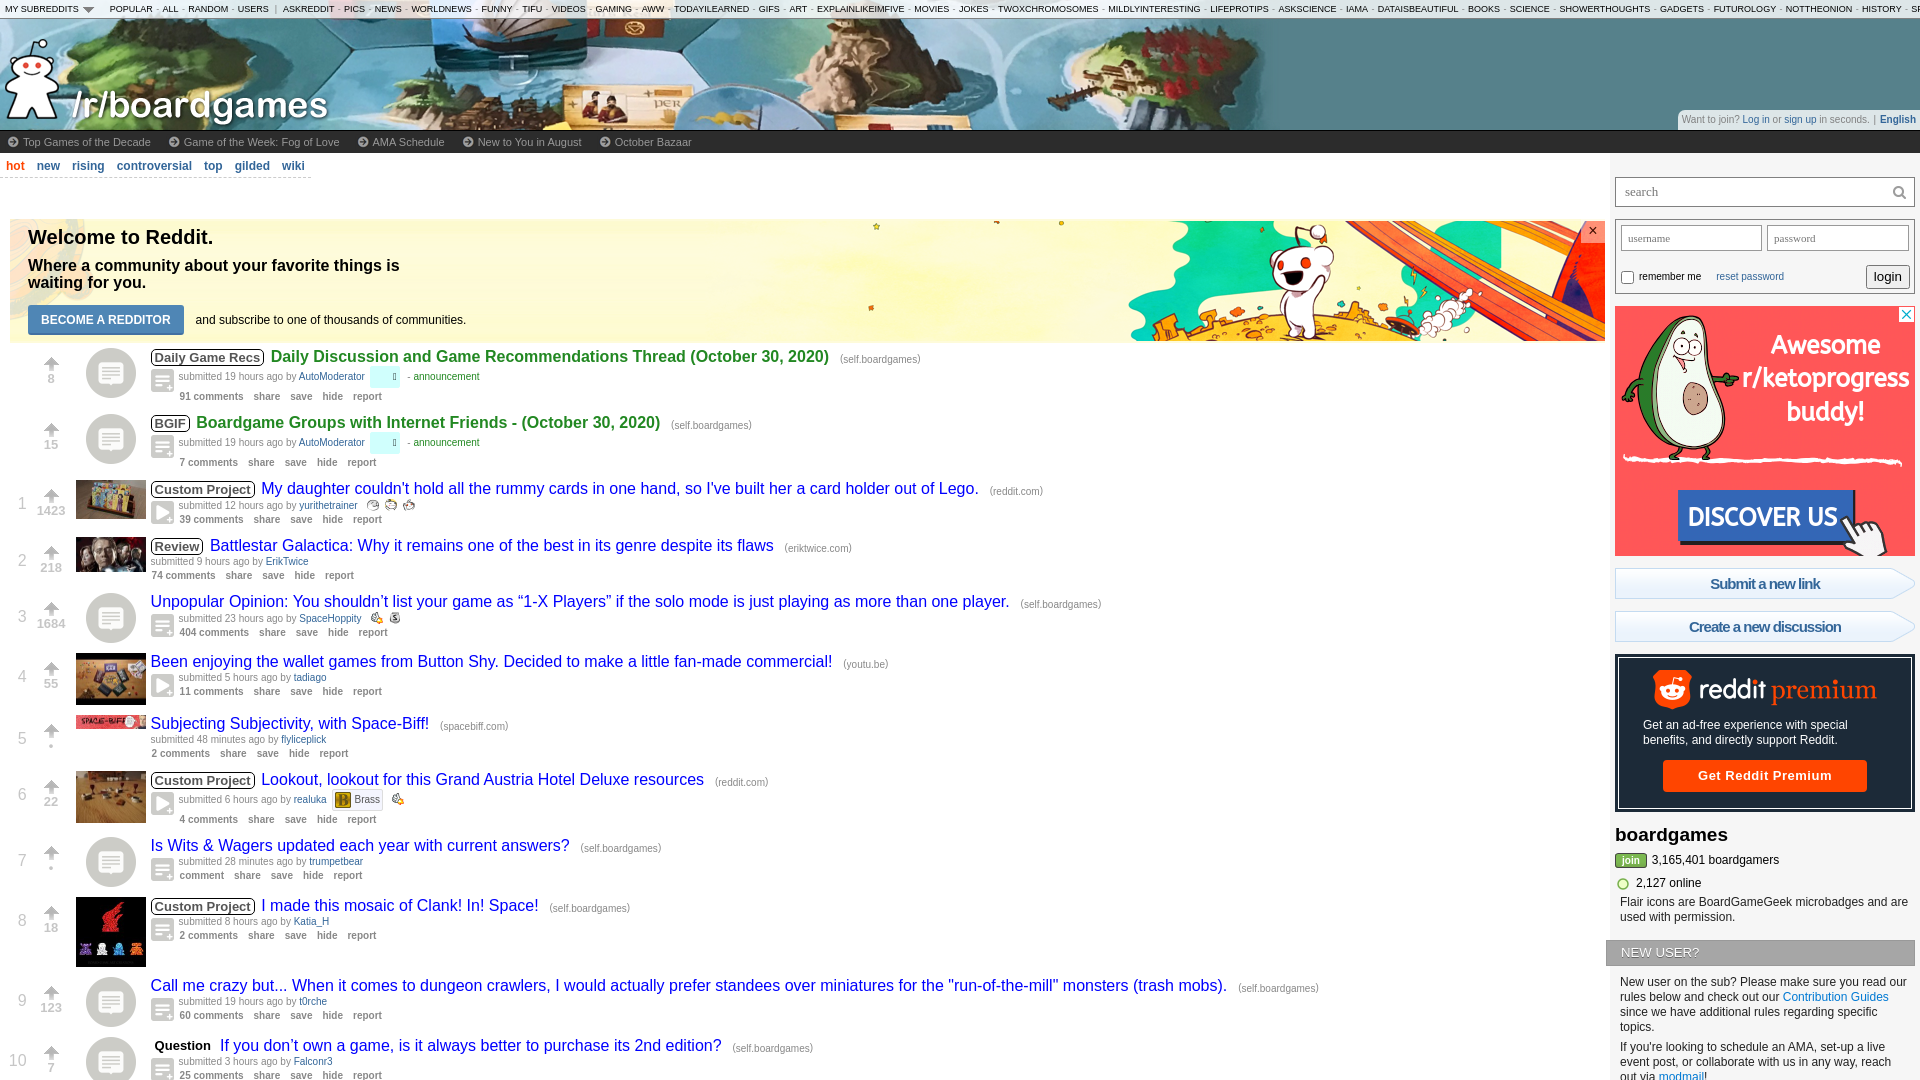 MY SUBREDDITS POPULAR - ALL - RANDOM - USERS | ASKREDDIT - PICS - NEWS - WORLDNEWS - FUNNY - TIFU - VIDEOS - GAMING - AWW - TODAYILEARNED - GIFS - ART - EXPLAINLIKEIMFIVE - MOVIES - JOKES - TWOXCHROMOSOMES - MILDLYINTERESTING - LIFEPROTIPS - ASKSCIENCE - IAMA - DATAISBEAUTIFUL - BOOKS - SCIENCE - SHOWERTHOUGHTS - GADGETS - FUTUROLOGY - NOTTHEONION - HISTORY - SP
/r/boardgames
Want to join? Log in or sign up in seconds. | English
Top Games of the Decade Game of the Week: Fog of Love AMA Schedule New to You in August October Bazaar
hot new rising controversial top gilded wiki
Welcome to Reddit.
Where a community about your favorite things is
waiting for you.
BECOME A REDDITOR and subscribe to one of thousands of communities.
×
Daily Game Recs Daily Discussion and Game Recommendations Thread (October 30, 2020) (self.boardgames)
8
submitted 19 hours ago by AutoModerator - announcement
91 comments share save hide report
BGIF Boardgame Groups with Internet Friends - (October 30, 2020) (self.boardgames)
15
submitted 19 hours ago by AutoModerator - announcement
7 comments share save hide report
Custom Project My daughter couldn't hold all the rummy cards in one hand, so I've built her a card holder out of Lego. (reddit.com)
1 1423
submitted 12 hours ago by yurithetrainer
39 comments share save hide report
Review Battlestar Galactica: Why it remains one of the best in its genre despite its flaws (eriktwice.com)
2 218
submitted 9 hours ago by ErikTwice
74 comments share save hide report
Unpopular Opinion: You shouldn’t list your game as “1-X Players” if the solo mode is just playing as more than one player. (self.boardgames)
3 1684
submitted 23 hours ago by SpaceHoppity
404 comments share save hide report
Been enjoying the wallet games from Button Shy. Decided to make a little fan-made commercial! (youtu.be)
4 55
submitted 5 hours ago by tadiago
11 comments share save hide report
SPACE-BIFF!
Subjecting Subjectivity, with Space-Biff! (spacebiff.com)
5 •
submitted 48 minutes ago by flyliceplick
2 comments share save hide report
Custom Project Lookout, lookout for this Grand Austria Hotel Deluxe resources (reddit.com)
6 22
submitted 6 hours ago by realuka B Brass
4 comments share save hide report
Is Wits & Wagers updated each year with current answers? (self.boardgames)
7 •
submitted 28 minutes ago by trumpetbear
comment share save hide report
Custom Project I made this mosaic of Clank! In! Space! (self.boardgames)
8 18
submitted 8 hours ago by Katia_H
2 comments share save hide report
Call me crazy but... When it comes to dungeon crawlers, I would actually prefer standees over miniatures for the "run-of-the-mill" monsters (trash mobs). (self.boardgames)
9 123
submitted 19 hours ago by t0rche
60 comments share save hide report
Question If you don’t own a game, is it always better to purchase its 2nd edition? (self.boardgames)
10 7
submitted 3 hours ago by Falconr3
25 comments share save hide report
search
username password
remember me reset password login
Awesome
r/ketoprogress
buddy!
DISCOVER US
Submit a new link
Create a new discussion
reddit premium
Get an ad-free experience with special
benefits, and directly support Reddit.
Get Reddit Premium
boardgames
join 3,165,401 boardgamers
2,127 online
Flair icons are BoardGameGeek microbadges and are
used with permission.
NEW USER?
New user on the sub? Please make sure you read our
rules below and check out our Contribution Guides
since we have additional rules regarding specific
topics.
If you're looking to schedule an AMA, set-up a live
event post, or collaborate with us in any way, reach
out via modmail!